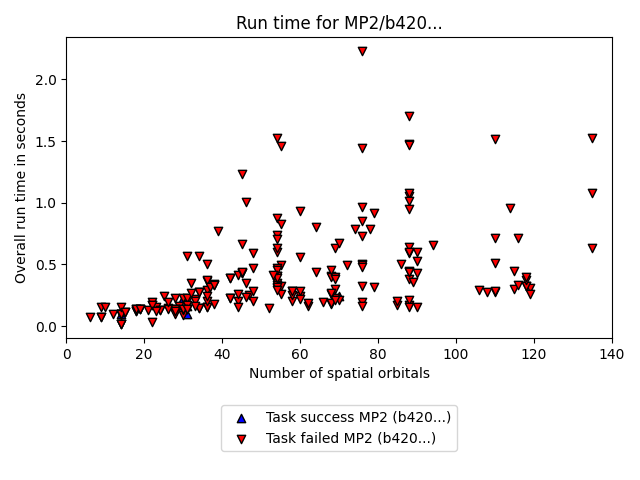 Run time for MP2/b420...
Overall run time in seconds
2.0
1.5
1.0
0.5
0.0
0 20 40 60 80 100 120 140
Number of spatial orbitals
Task success MP2 (b420...)
Task failed MP2 (b420...)